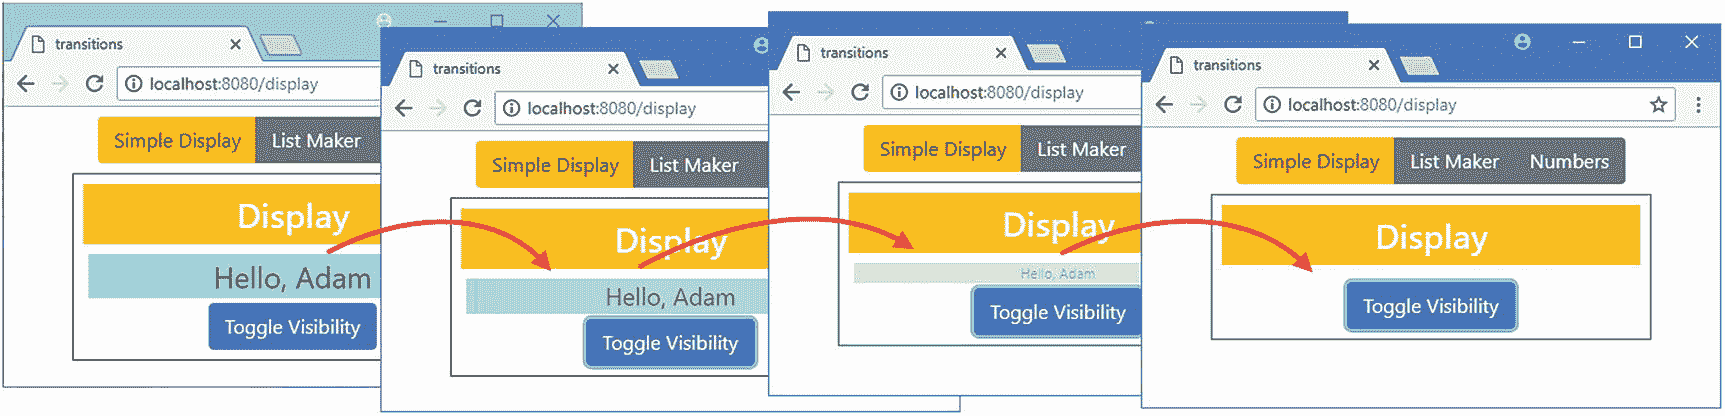 transitions
localhost:8080/display
Simple Display List Maker
Display
Hello, Adam
Toggle Visibility
transitions
localhost:8080/display
Simple Display List Maker
Display
Hello, Adam
Toggle Visibility
transitions
localhost:8080/display
Simple Display List Maker
Display
Hello, Adam
Toggle Visibility
transitions
localhost:8080/display
Simple Display List Maker Numbers
Display
Toggle Visibility